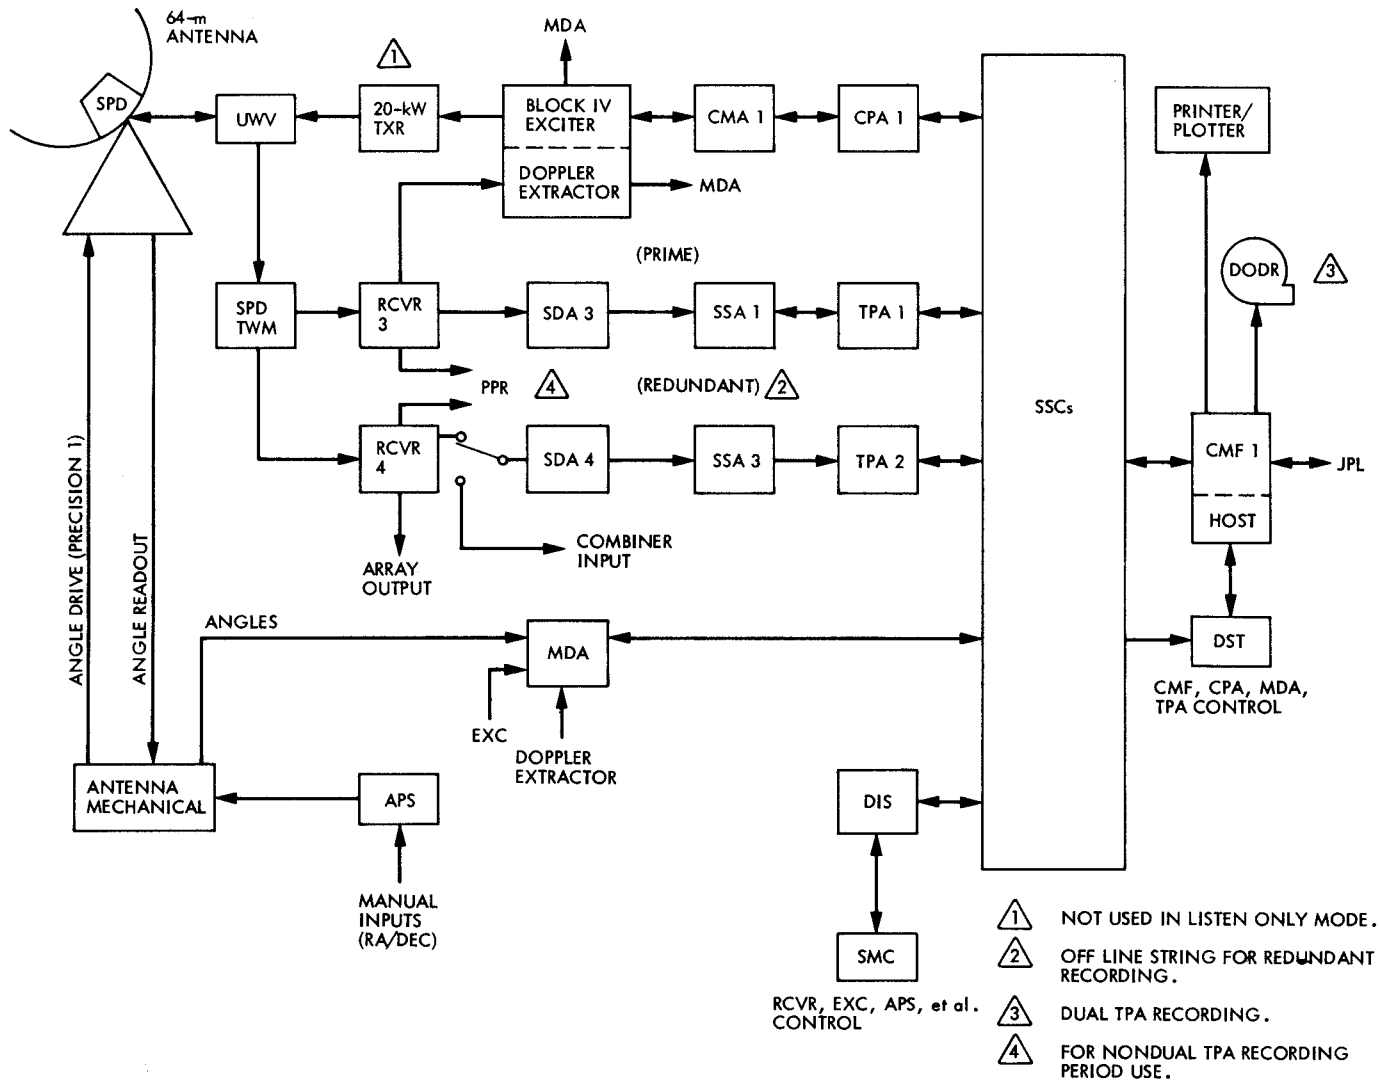 64-m
ANTENNA
SPD
UWV
1
20-kW
TXR
MDA
BLOCK IV
EXCITER
DOPPLER
EXTRACTOR
MDA
CMA 1
CPA 1
PRINTER/
PLOTTER
(PRIME)
SPD
TWM
RCVR
3
SDA 3
SSA 1
TPA 1
DODR
3
PPR
4
(REDUNDANT)
2
SSCs
RCVR
4
SDA 4
SSA 3
TPA 2
CMF 1
HOST
JPL
ARRAY
OUTPUT
COMBINER
INPUT
ANGLE DRIVE (PRECISION 1)
ANGLE READOUT
ANGLES
MDA
EXC
DOPPLER
EXTRACTOR
DST
CMF, CPA, MDA,
TPA CONTROL
ANTENNA
MECHANICAL
APS
MANUAL
INPUTS
(RA/DEC)
DIS
SMC
RCVR, EXC, APS, et al.
CONTROL
1 NOT USED IN LISTEN ONLY MODE.
2 OFF LINE STRING FOR REDUNDANT
RECORDING.
3 DUAL TPA RECORDING.
4 FOR NONDUAL TPA RECORDING
PERIOD USE.